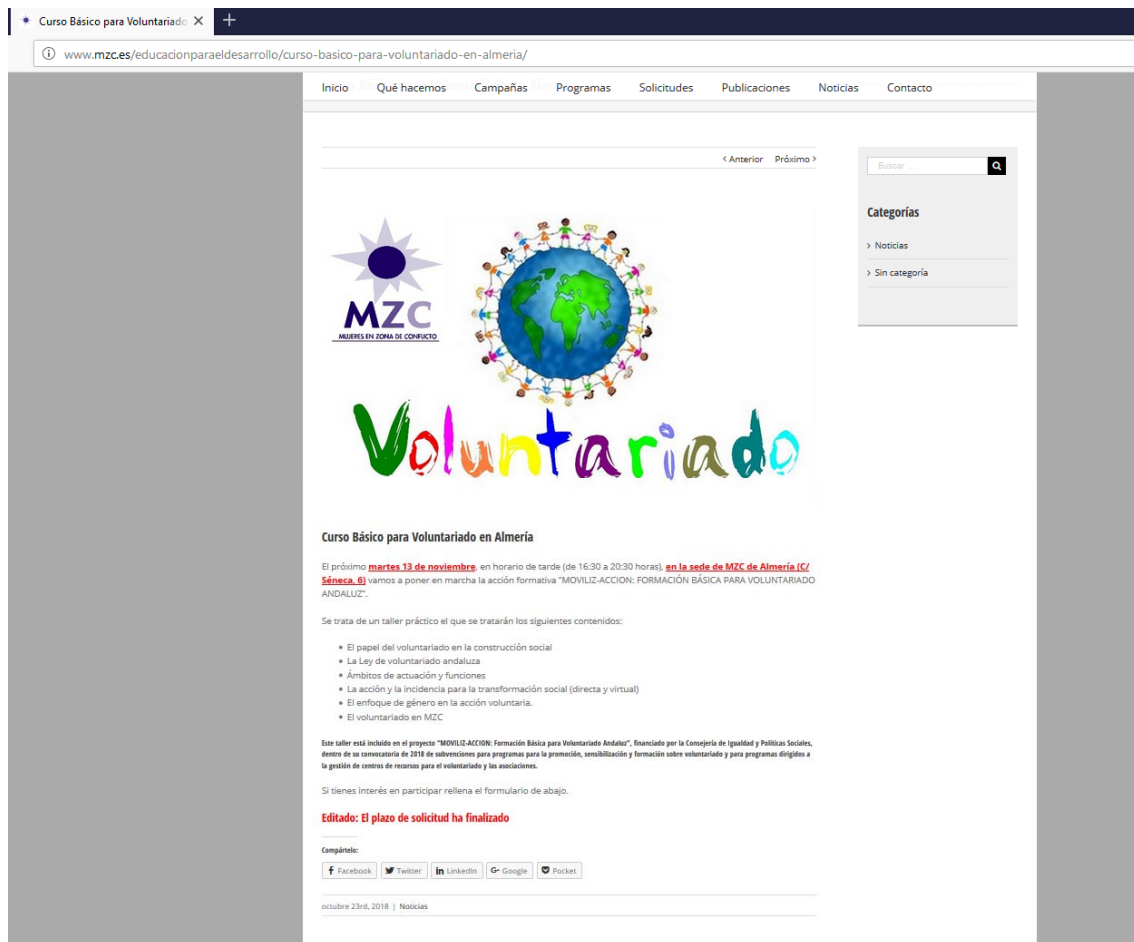 Curso Básico para Voluntariado
www.mzc.es/educacionparaeldesarrollo/curso-basico-para-voluntariado-en-almeria/
Inicio Qué hacemos Campañas Programas Solicitudes Publicaciones Noticias Contacto
‹ Anterior Próximo ›
Buscar ...
Categorías
› Noticias
› Sin categoría
MZC
MUJERES EN ZONA DE CONFLICTO
Voluntariado
Curso Básico para Voluntariado en Almería
El próximo martes 13 de noviembre, en horario de tarde (de 16:30 a 20:30 horas), en la sede de MZC de Almería (C/
Séneca, 6) vamos a poner en marcha la acción formativa "MOVILIZ-ACCION: FORMACIÓN BÁSICA PARA VOLUNTARIADO
ANDALUZ".
Se trata de un taller práctico el que se tratarán los siguientes contenidos:
• El papel del voluntariado en la construcción social
• La Ley de voluntariado andaluza
• Ámbitos de actuación y funciones
• La acción y la incidencia para la transformación social (directa y virtual)
• El enfoque de género en la acción voluntaria.
• El voluntariado en MZC
Este taller está incluido en el proyecto "MOVILIZ-ACCION: Formación Básica para Voluntariado Andaluz", financiado por la Consejería de Igualdad y Políticas Sociales,
dentro de su convocatoria de 2018 de subvenciones para programas para la promoción, sensibilización y formación sobre voluntariado y para programas dirigidos a
la gestión de centros de recursos para el voluntariado y las asociaciones.
Si tienes interés en participar rellena el formulario de abajo.
Editado: El plazo de solicitud ha finalizado
Compártelo:
Facebook Twitter LinkedIn Google Pocket
octubre 23rd, 2018 | Noticias